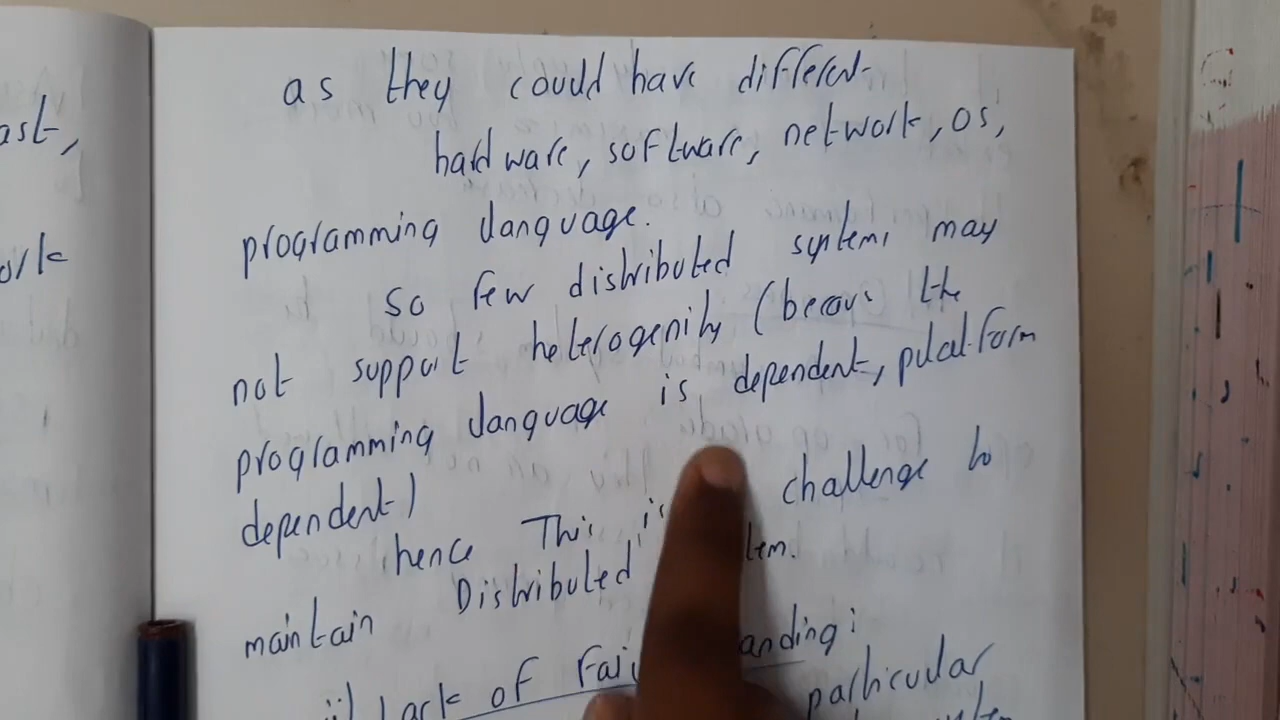 as they could have different
hardware, software, network, os,
programming language.
so few distributed systems may
not support heterogenity (becaus the
programming language is dependent, platform
dependent)
hence This is challenge to
maintain Distributed
ii) Lack of anding:
particular
ast,
ork